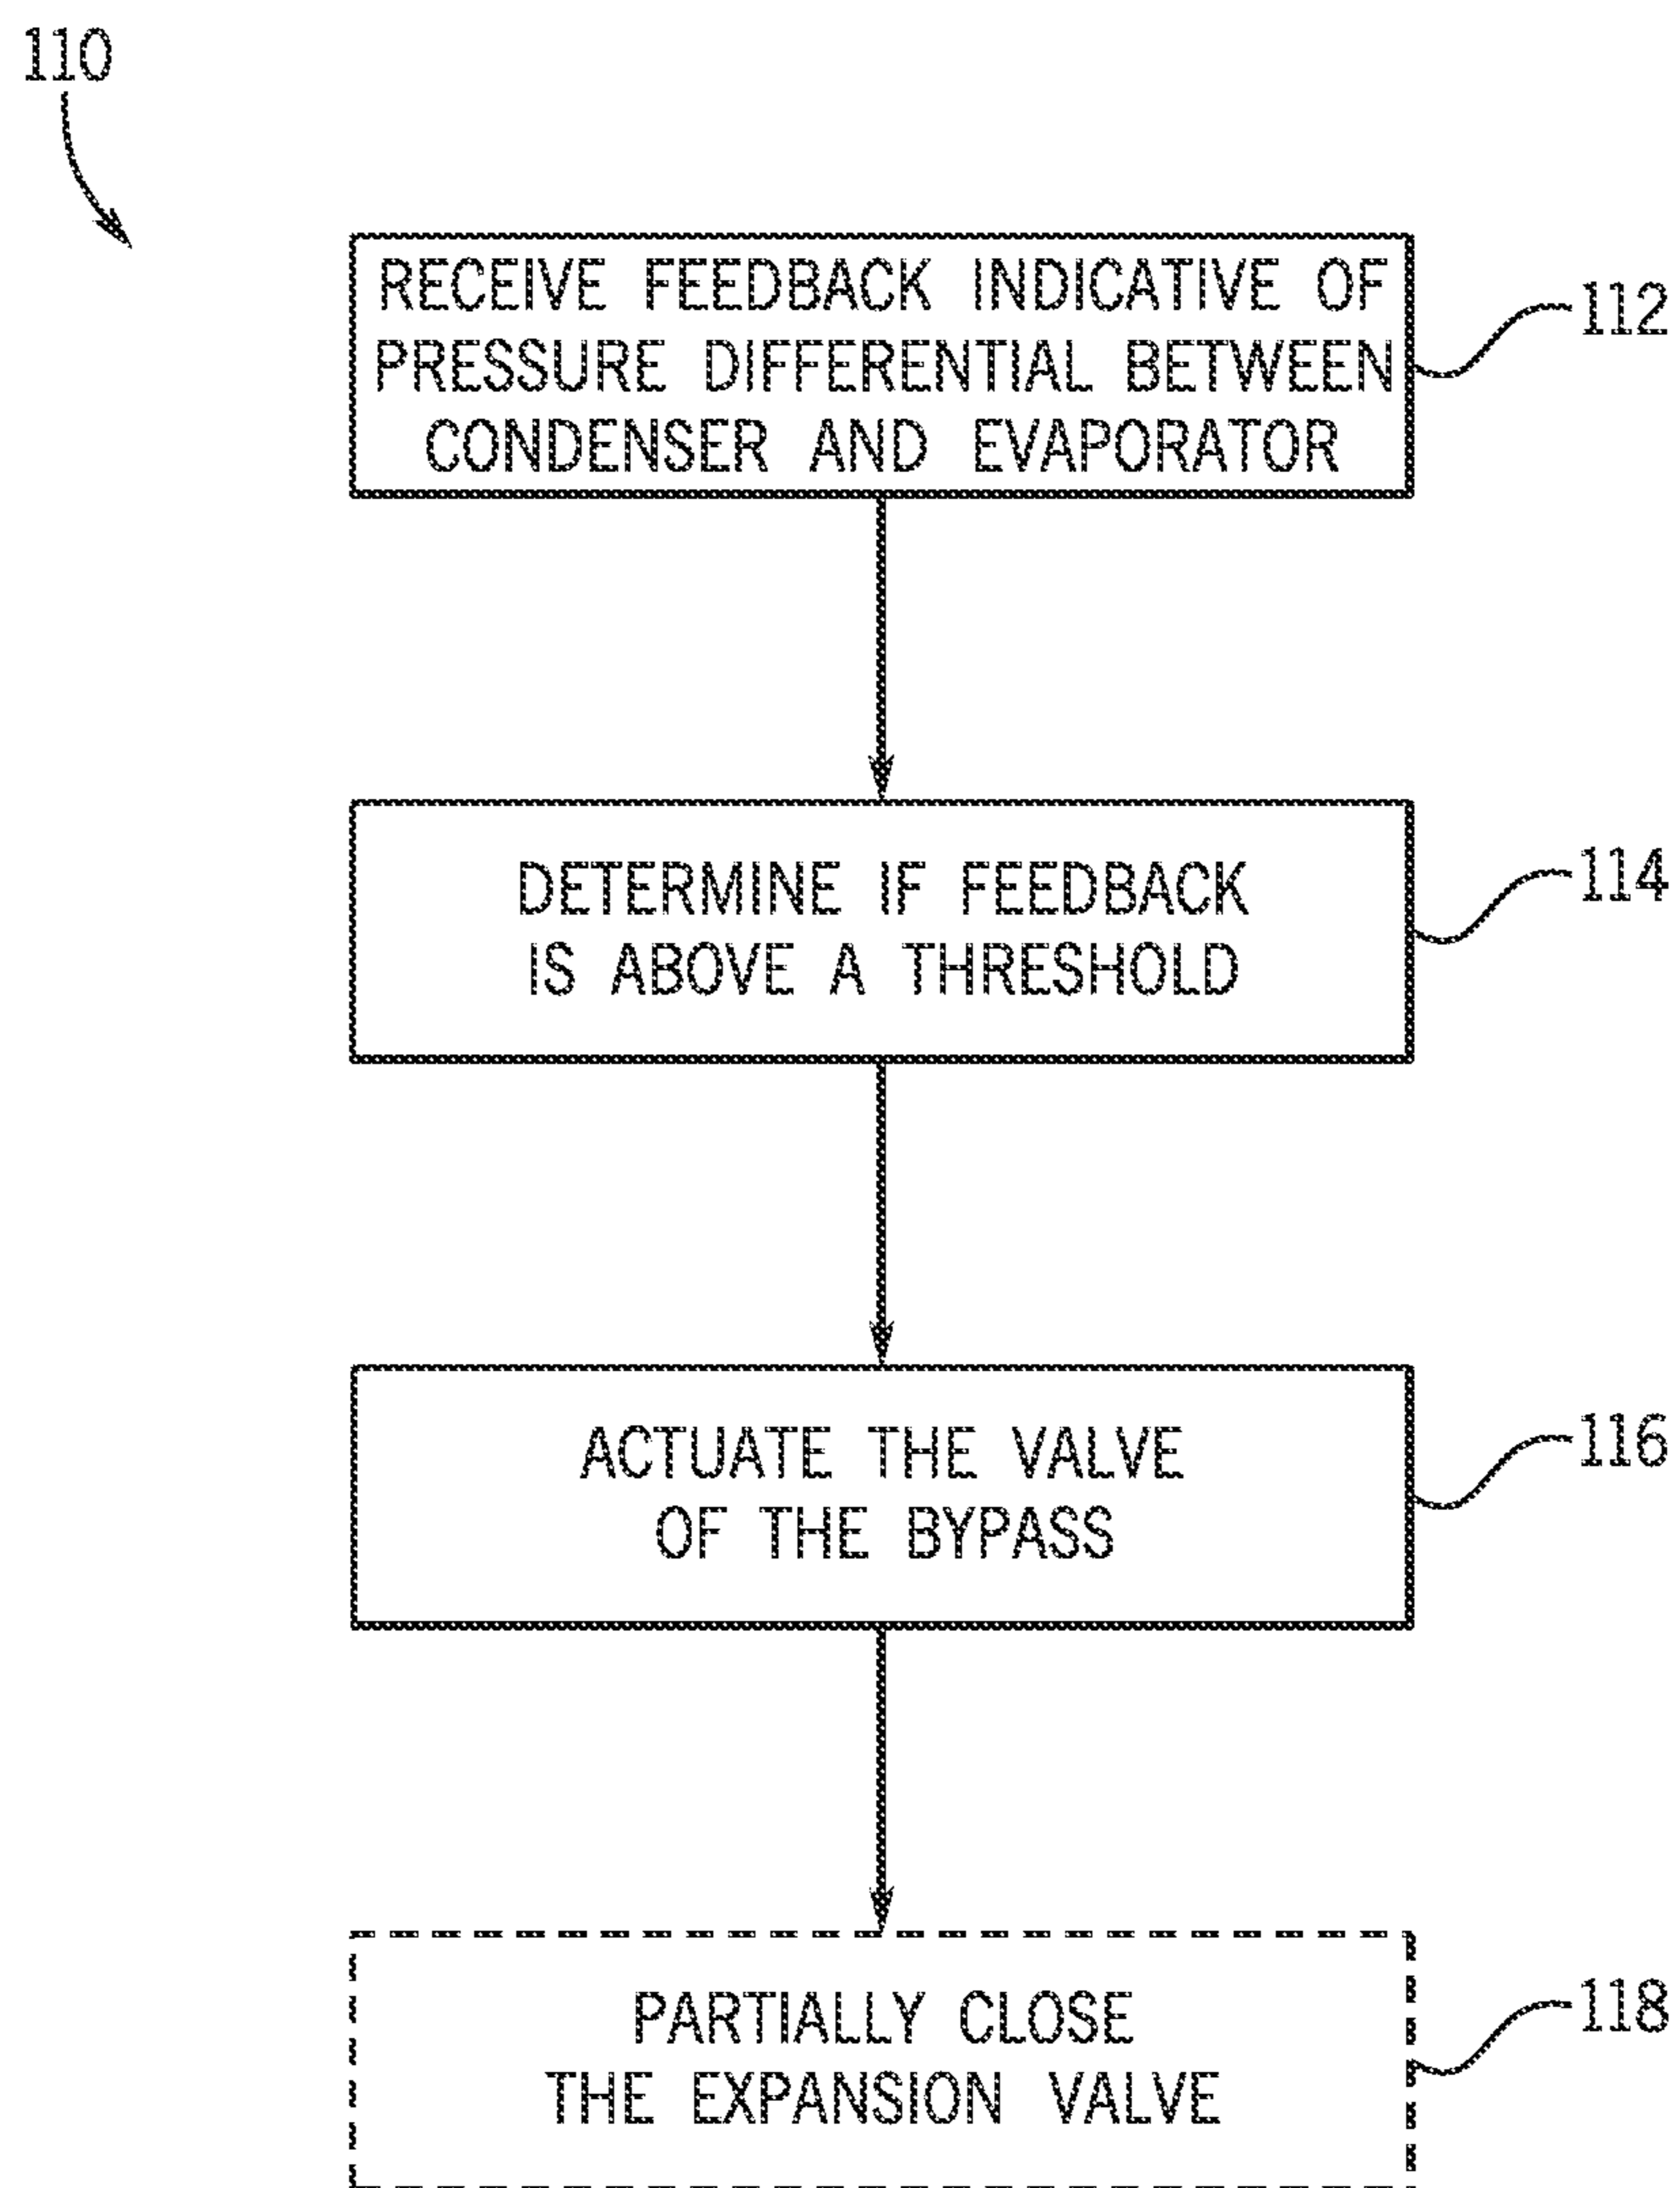 110
RECEIVE FEEDBACK INDICATIVE OF
PRESSURE DIFFERENTIAL BETWEEN
CONDENSER AND EVAPORATOR
112
DETERMINE IF FEEDBACK
IS ABOVE A THRESHOLD
114
ACTUATE THE VALVE
OF THE BYPASS
116
PARTIALLY CLOSE
THE EXPANSION VALVE
118